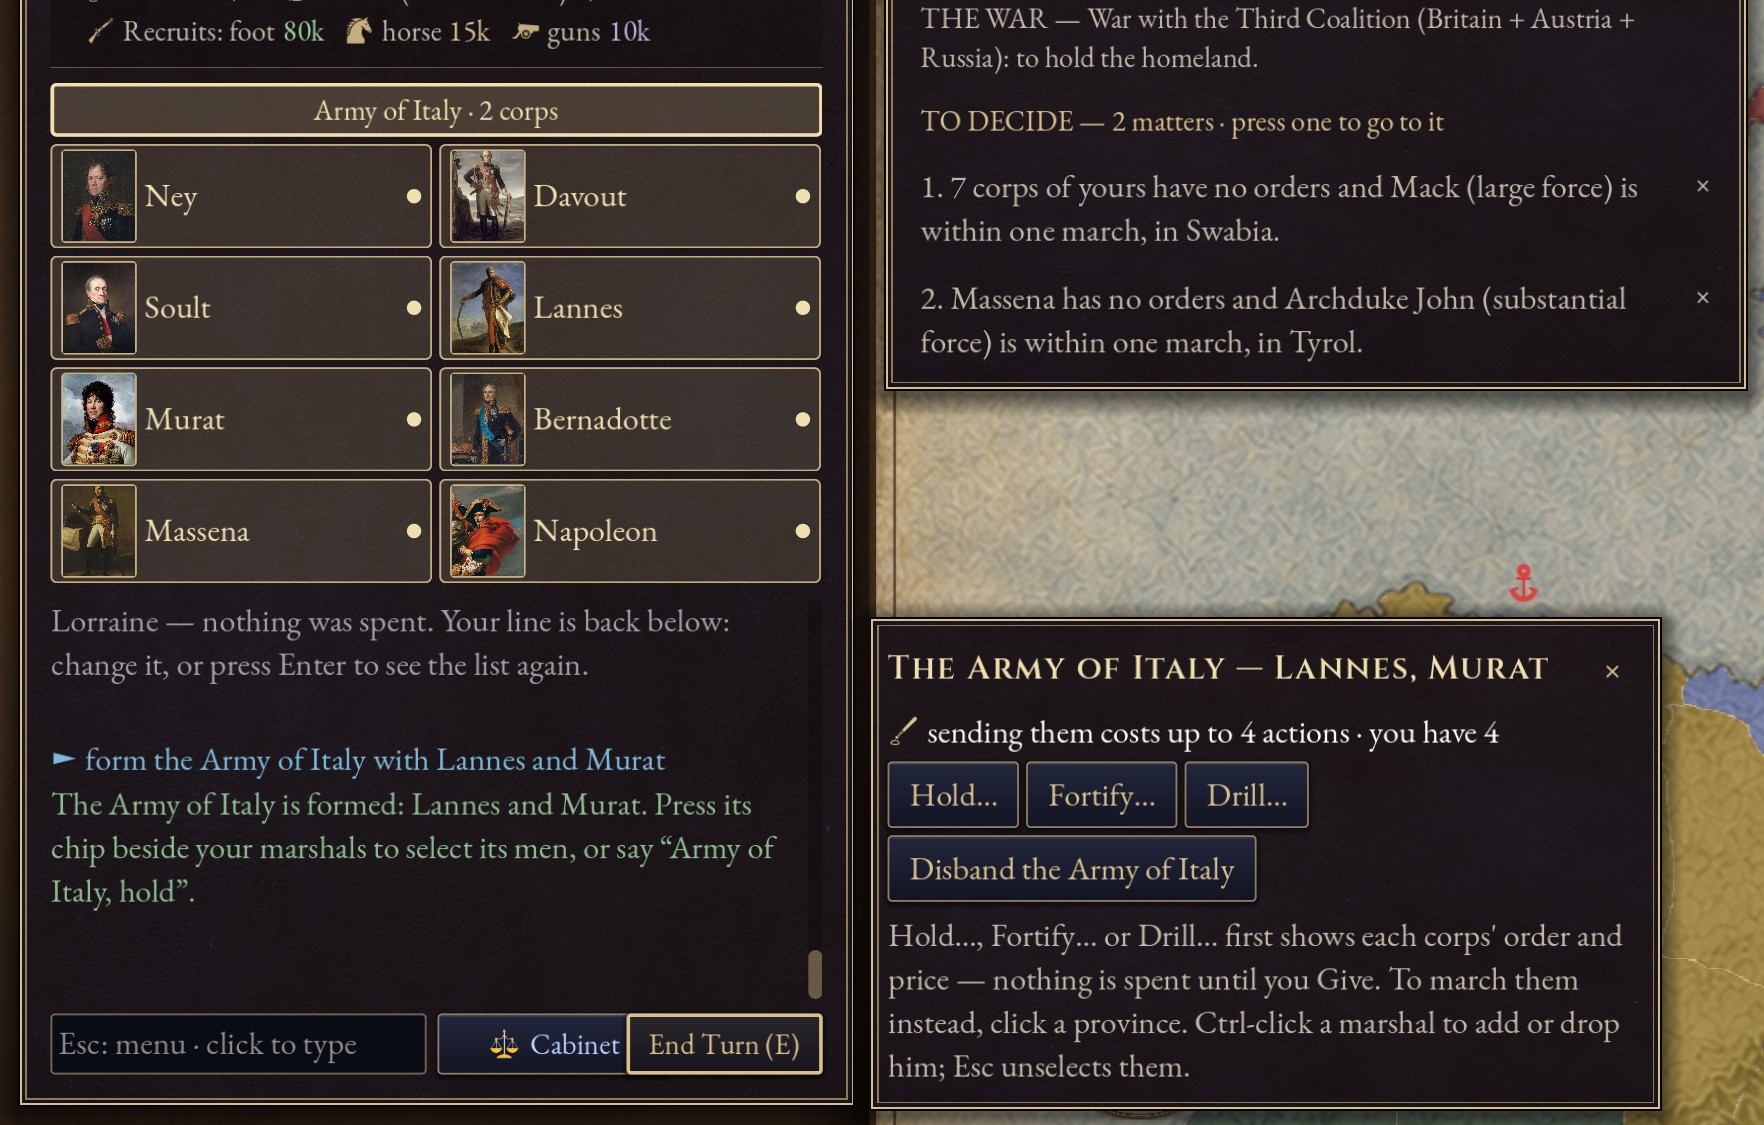 Recruits: foot 80k horse 15k guns 10k
Army of Italy · 2 corps
Ney
Davout
Soult
Lannes
Murat
Bernadotte
Massena
Napoleon
Lorraine — nothing was spent. Your line is back below:
change it, or press Enter to see the list again.
► form the Army of Italy with Lannes and Murat
The Army of Italy is formed: Lannes and Murat. Press its
chip beside your marshals to select its men, or say “Army of
Italy, hold”.
Esc: menu · click to type
Cabinet
End Turn (E)
THE WAR — War with the Third Coalition (Britain + Austria +
Russia): to hold the homeland.
TO DECIDE — 2 matters · press one to go to it
1. 7 corps of yours have no orders and Mack (large force) is ×
within one march, in Swabia.
2. Massena has no orders and Archduke John (substantial ×
force) is within one march, in Tyrol.
THE ARMY OF ITALY — LANNES, MURAT ×
sending them costs up to 4 actions · you have 4
Hold... Fortify... Drill...
Disband the Army of Italy
Hold..., Fortify... or Drill... first shows each corps' order and
price — nothing is spent until you Give. To march them
instead, click a province. Ctrl-click a marshal to add or drop
him; Esc unselects them.